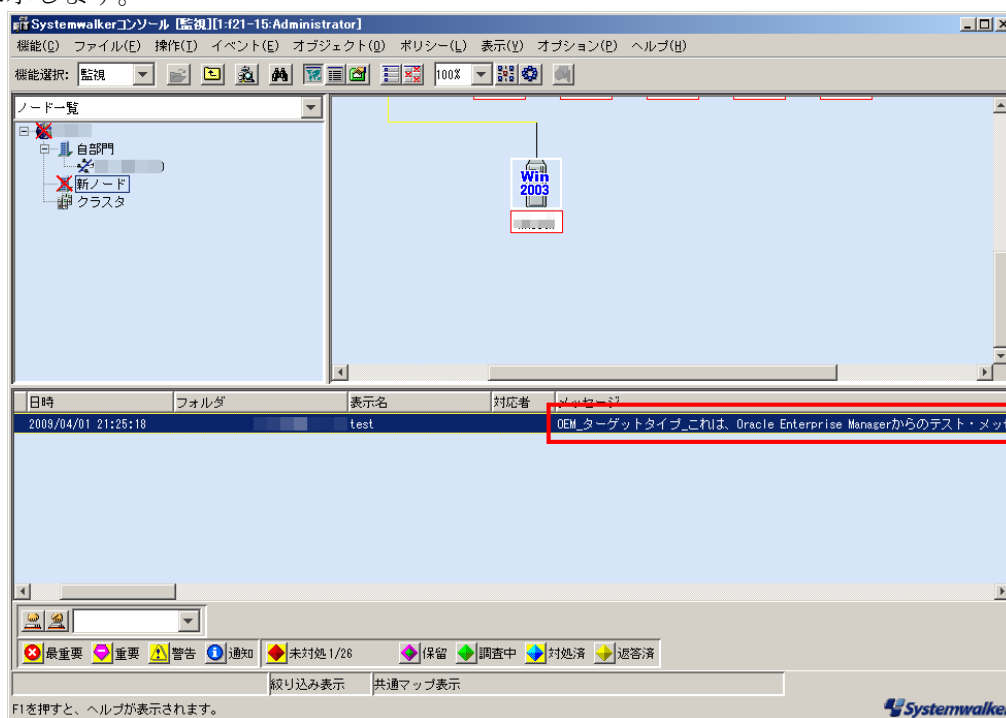 示します。
Systemwalkerコンソール [監視][1:f21-15:Administrator]
機能(C) ファイル(F) 操作(I) イベント(E) オブジェクト(O) ポリシー(L) 表示(V) オプション(P) ヘルプ(H)
機能選択: 監視 100%
ノード一覧
自部門
新ノード
クラスタ
Win
2003
日時 フォルダ 表示名 対応者 メッセージ
2009/04/01 21:25:18 test OEM_ターゲットタイプ_これは、Oracle Enterprise Managerからのテスト・メッ
最重要 重要 警告 通知 未対処 1/26 保留 調査中 対処済 返答済
絞り込み表示 共通マップ表示
F1を押すと、ヘルプが表示されます。
Systemwalke